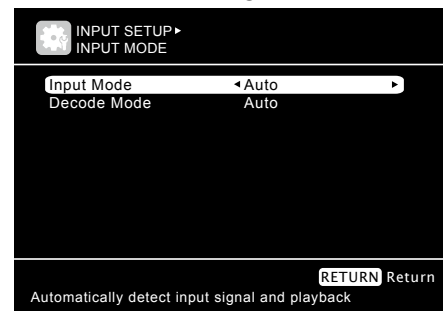 INPUT SETUP▸
INPUT MODE
Input Mode ◂Auto ▸
Decode Mode Auto
RETURN Return
Automatically detect input signal and playback